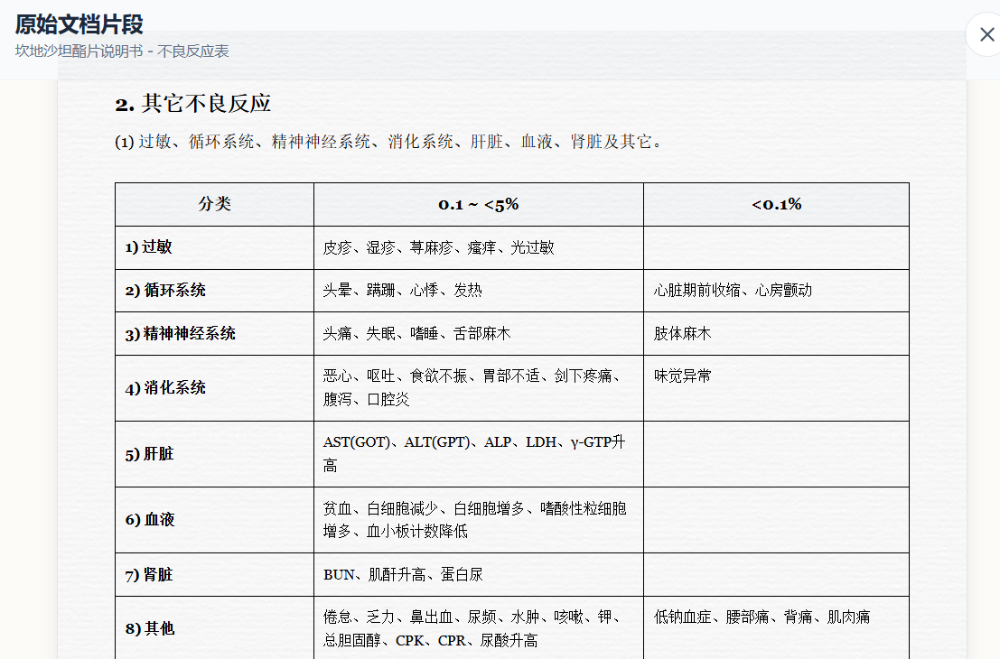 原始文档片段
坎地沙坦酯片说明书 - 不良反应表
2. 其它不良反应
(1) 过敏、循环系统、精神神经系统、消化系统、肝脏、血液、肾脏及其它。
分类 0.1 ~ <5% <0.1%
1) 过敏 皮疹、湿疹、荨麻疹、瘙痒、光过敏
2) 循环系统 头晕、蹒跚、心悸、发热 心脏期前收缩、心房颤动
3) 精神神经系统 头痛、失眠、嗜睡、舌部麻木 肢体麻木
4) 消化系统 恶心、呕吐、食欲不振、胃部不适、剑下疼痛、 味觉异常
腹泻、口腔炎
5) 肝脏 AST(GOT)、ALT(GPT)、ALP、LDH、γ-GTP升
高
6) 血液 贫血、白细胞减少、白细胞增多、嗜酸性粒细胞
增多、血小板计数降低
7) 肾脏 BUN、肌酐升高、蛋白尿
8) 其他 倦怠、乏力、鼻出血、尿频、水肿、咳嗽、钾、 低钠血症、腰部痛、背痛、肌肉痛
总胆固醇、CPK、CPR、尿酸升高